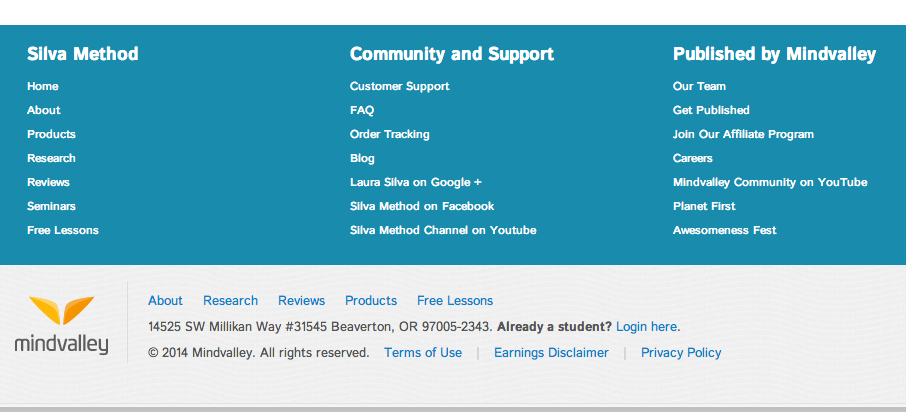 Silva Method
Home
About
Products
Research
Reviews
Seminars
Free Lessons
Community and Support
Customer Support
FAQ
Order Tracking
Blog
Laura Silva on Google +
Silva Method on Facebook
Silva Method Channel on Youtube
Published by Mindvalley
Our Team
Get Published
Join Our Affiliate Program
Careers
Mindvalley Community on YouTube
Planet First
Awesomeness Fest
mindvalley
About Research Reviews Products Free Lessons
14525 SW Millikan Way #31545 Beaverton, OR 97005-2343. Already a student? Login here.
© 2014 Mindvalley. All rights reserved. Terms of Use | Earnings Disclaimer | Privacy Policy